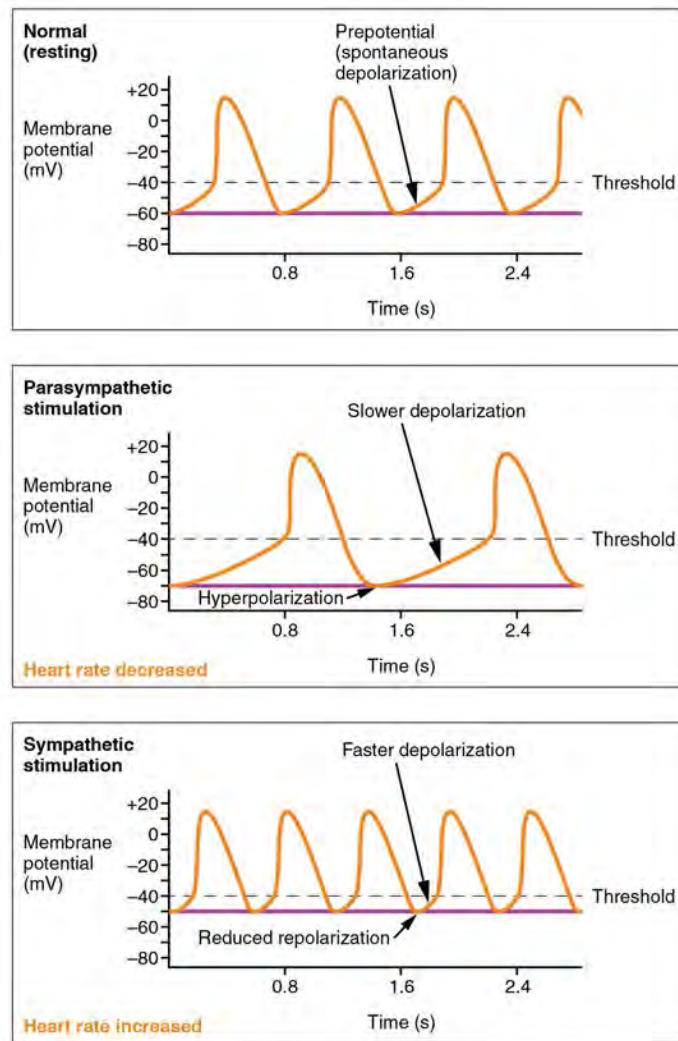 Normal
(resting)
Prepotential
(spontaneous
depolarization)
Membrane
potential
(mV)
+20
0
−20
−40
−60
−80
Threshold
0.8
1.6
2.4
Time (s)
Parasympathetic
stimulation
Slower depolarization
Membrane
potential
(mV)
+20
0
−20
−40
−60
−80
Threshold
Hyperpolarization
0.8
1.6
2.4
Heart rate decreased
Time (s)
Sympathetic
stimulation
Faster depolarization
Membrane
potential
(mV)
+20
0
−20
−40
−60
−80
Threshold
Reduced repolarization
0.8
1.6
2.4
Heart rate increased
Time (s)